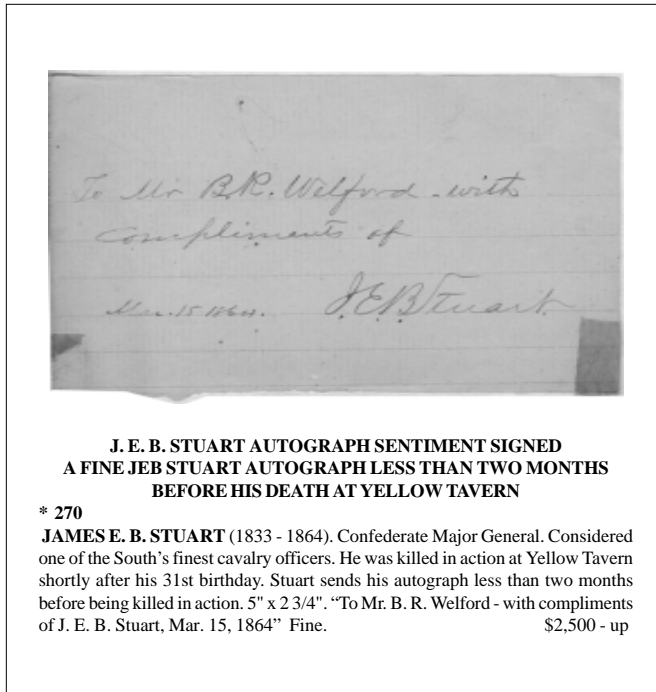 To Mr B.R. Welford - with
compliments of
Mar. 15 1864. J.E.B Stuart
J. E. B. STUART AUTOGRAPH SENTIMENT SIGNED
A FINE JEB STUART AUTOGRAPH LESS THAN TWO MONTHS
BEFORE HIS DEATH AT YELLOW TAVERN
* 270
JAMES E. B. STUART (1833 - 1864). Confederate Major General. Considered
one of the South's finest cavalry officers. He was killed in action at Yellow Tavern
shortly after his 31st birthday. Stuart sends his autograph less than two months
before being killed in action. 5" x 2 3/4". "To Mr. B. R. Welford - with compliments
of J. E. B. Stuart, Mar. 15, 1864" Fine. $2,500 - up